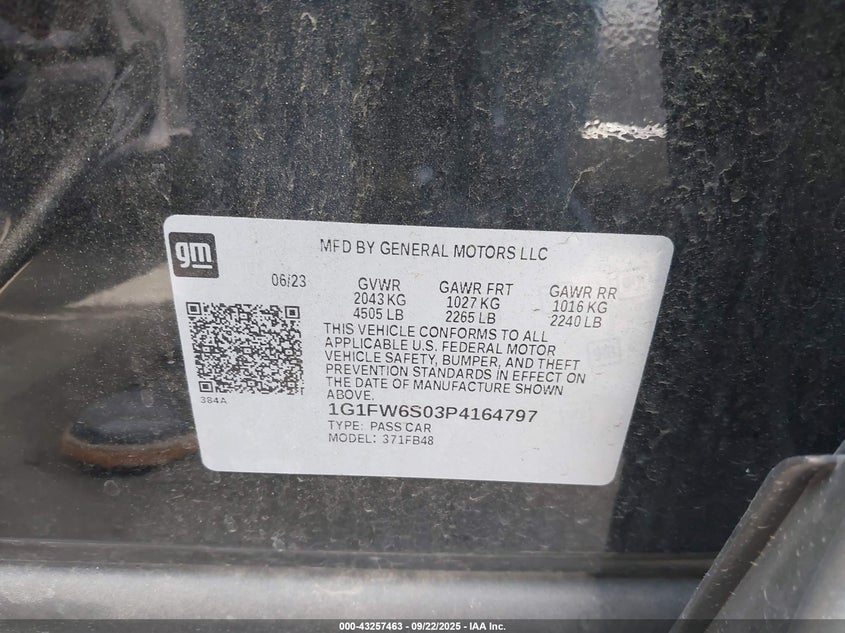 gm
MFD BY GENERAL MOTORS LLC
06/23
GVWR GAWR FRT GAWR RR
2043 KG 1027 KG 1016 KG
4505 LB 2265 LB 2240 LB
THIS VEHICLE CONFORMS TO ALL
APPLICABLE U.S. FEDERAL MOTOR
VEHICLE SAFETY, BUMPER, AND THEFT
PREVENTION STANDARDS IN EFFECT ON
THE DATE OF MANUFACTURE SHOWN
ABOVE.
384A
1G1FW6S03P4164797
TYPE: PASS CAR
MODEL: 371FB48
000-43257463 - 09/22/2025 - IAA Inc.